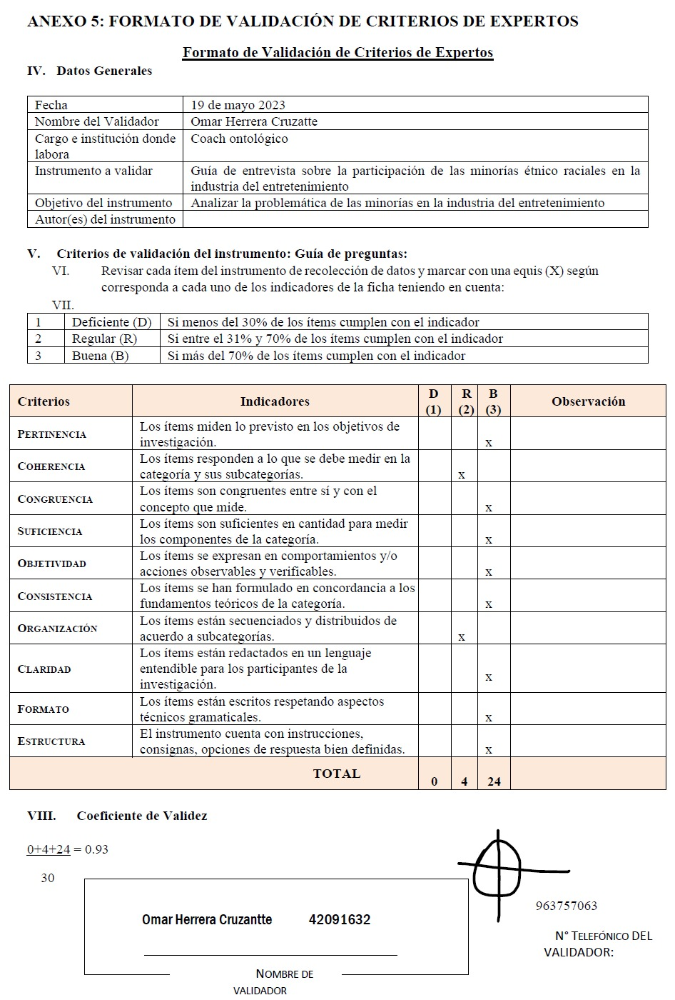 ANEXO 5: FORMATO DE VALIDACIÓN DE CRITERIOS DE EXPERTOS
Formato de Validación de Criterios de Expertos
IV. Datos Generales
Fecha 19 de mayo 2023
Nombre del Validador Omar Herrera Cruzatte
Cargo e institución donde Coach ontológico
labora
Instrumento a validar Guía de entrevista sobre la participación de las minorías étnico raciales en la
industria del entretenimiento
Objetivo del instrumento Analizar la problemática de las minorías en la industria del entretenimiento
Autor(es) del instrumento
V. Criterios de validación del instrumento: Guía de preguntas:
VI. Revisar cada ítem del instrumento de recolección de datos y marcar con una equis (X) según
corresponda a cada uno de los indicadores de la ficha teniendo en cuenta:
VII.
1 Deficiente (D) Si menos del 30% de los ítems cumplen con el indicador
2 Regular (R) Si entre el 31% y 70% de los ítems cumplen con el indicador
3 Buena (B) Si más del 70% de los ítems cumplen con el indicador
Criterios Indicadores D (1) R (2) B (3) Observación
PERTINENCIA Los ítems miden lo previsto en los objetivos de
investigación. x
COHERENCIA Los ítems responden a lo que se debe medir en la
categoría y sus subcategorías. x
CONGRUENCIA Los ítems son congruentes entre sí y con el
concepto que mide. x
SUFICIENCIA Los ítems son suficientes en cantidad para medir
los componentes de la categoría. x
OBJETIVIDAD Los ítems se expresan en comportamientos y/o
acciones observables y verificables. x
CONSISTENCIA Los ítems se han formulado en concordancia a los
fundamentos teóricos de la categoría. x
ORGANIZACIÓN Los ítems están secuenciados y distribuidos de
acuerdo a subcategorías. x
CLARIDAD Los ítems están redactados en un lenguaje
entendible para los participantes de la
investigación. x
FORMATO Los ítems están escritos respetando aspectos
técnicos gramaticales. x
ESTRUCTURA El instrumento cuenta con instrucciones,
consignas, opciones de respuesta bien definidas. x
TOTAL 0 4 24
VIII. Coeficiente de Validez
0+4+24 = 0.93
30
Omar Herrera Cruzantte 42091632
963757063
N° TELEFÓNICO DEL
VALIDADOR:
NOMBRE DE
VALIDADOR